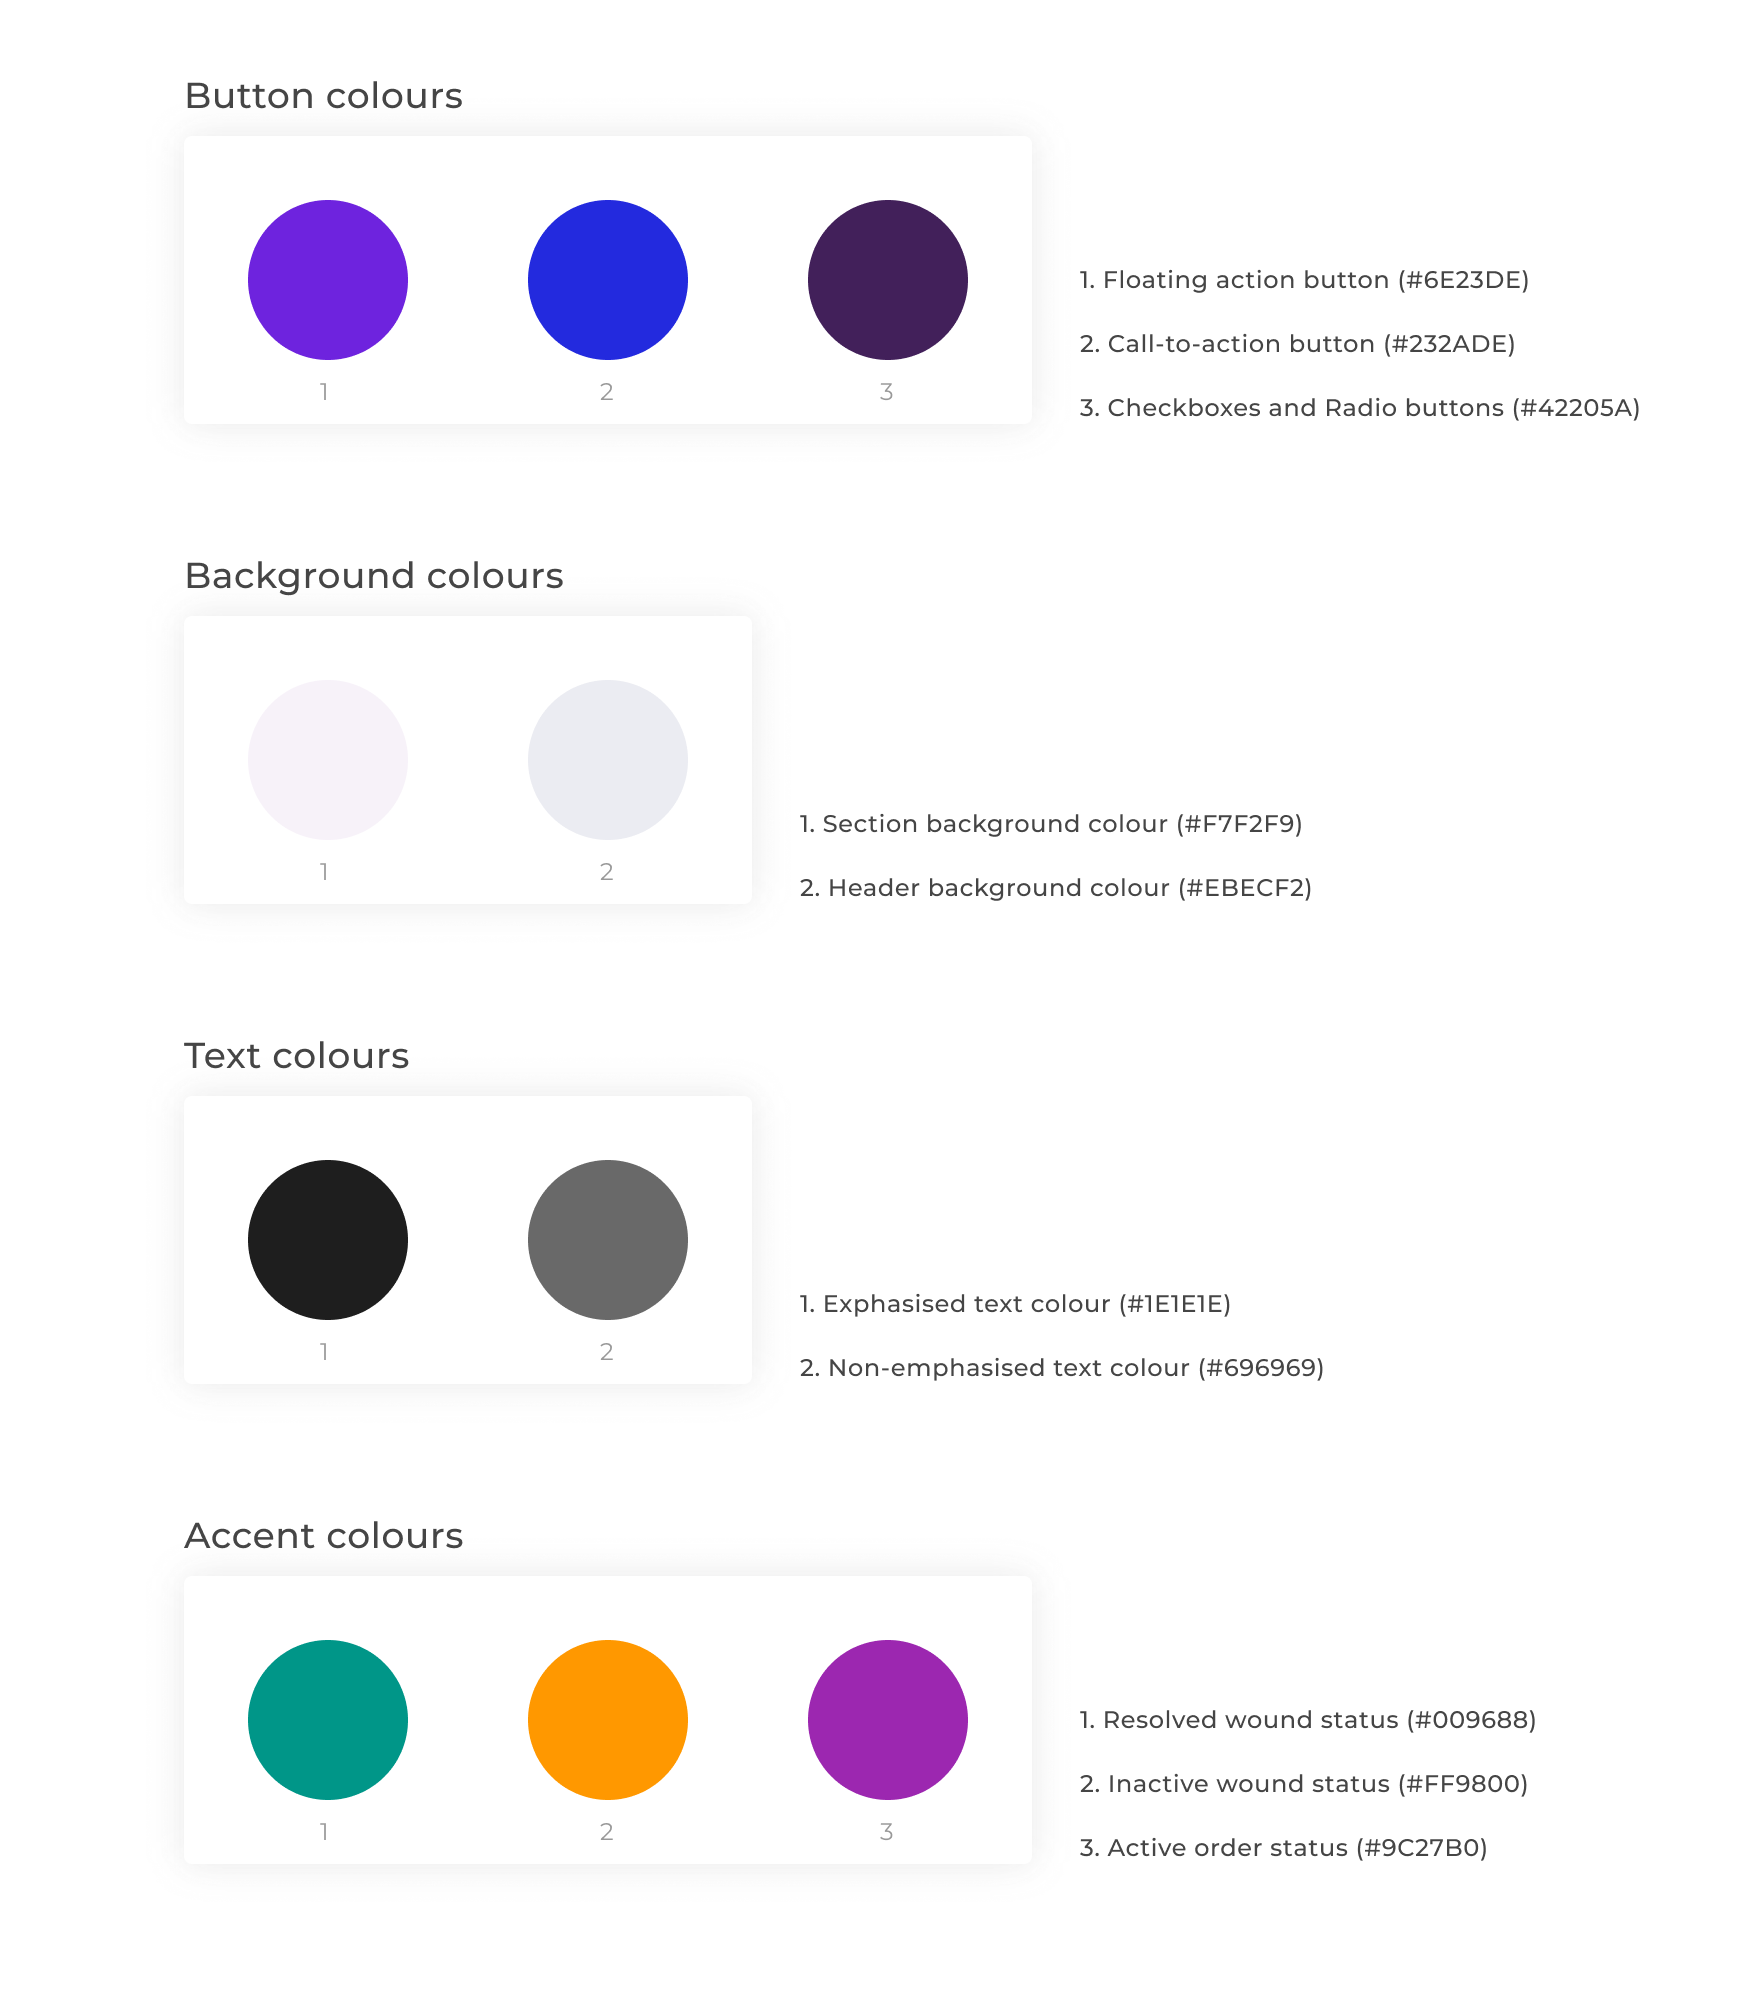 Button colours
1
2
3
1. Floating action button (#6E23DE)
2. Call-to-action button (#232ADE)
3. Checkboxes and Radio buttons (#42205A)
Background colours
1
2
1. Section background colour (#F7F2F9)
2. Header background colour (#EBECF2)
Text colours
1
2
1. Exphasised text colour (#1E1E1E)
2. Non-emphasised text colour (#696969)
Accent colours
1
2
3
1. Resolved wound status (#009688)
2. Inactive wound status (#FF9800)
3. Active order status (#9C27B0)